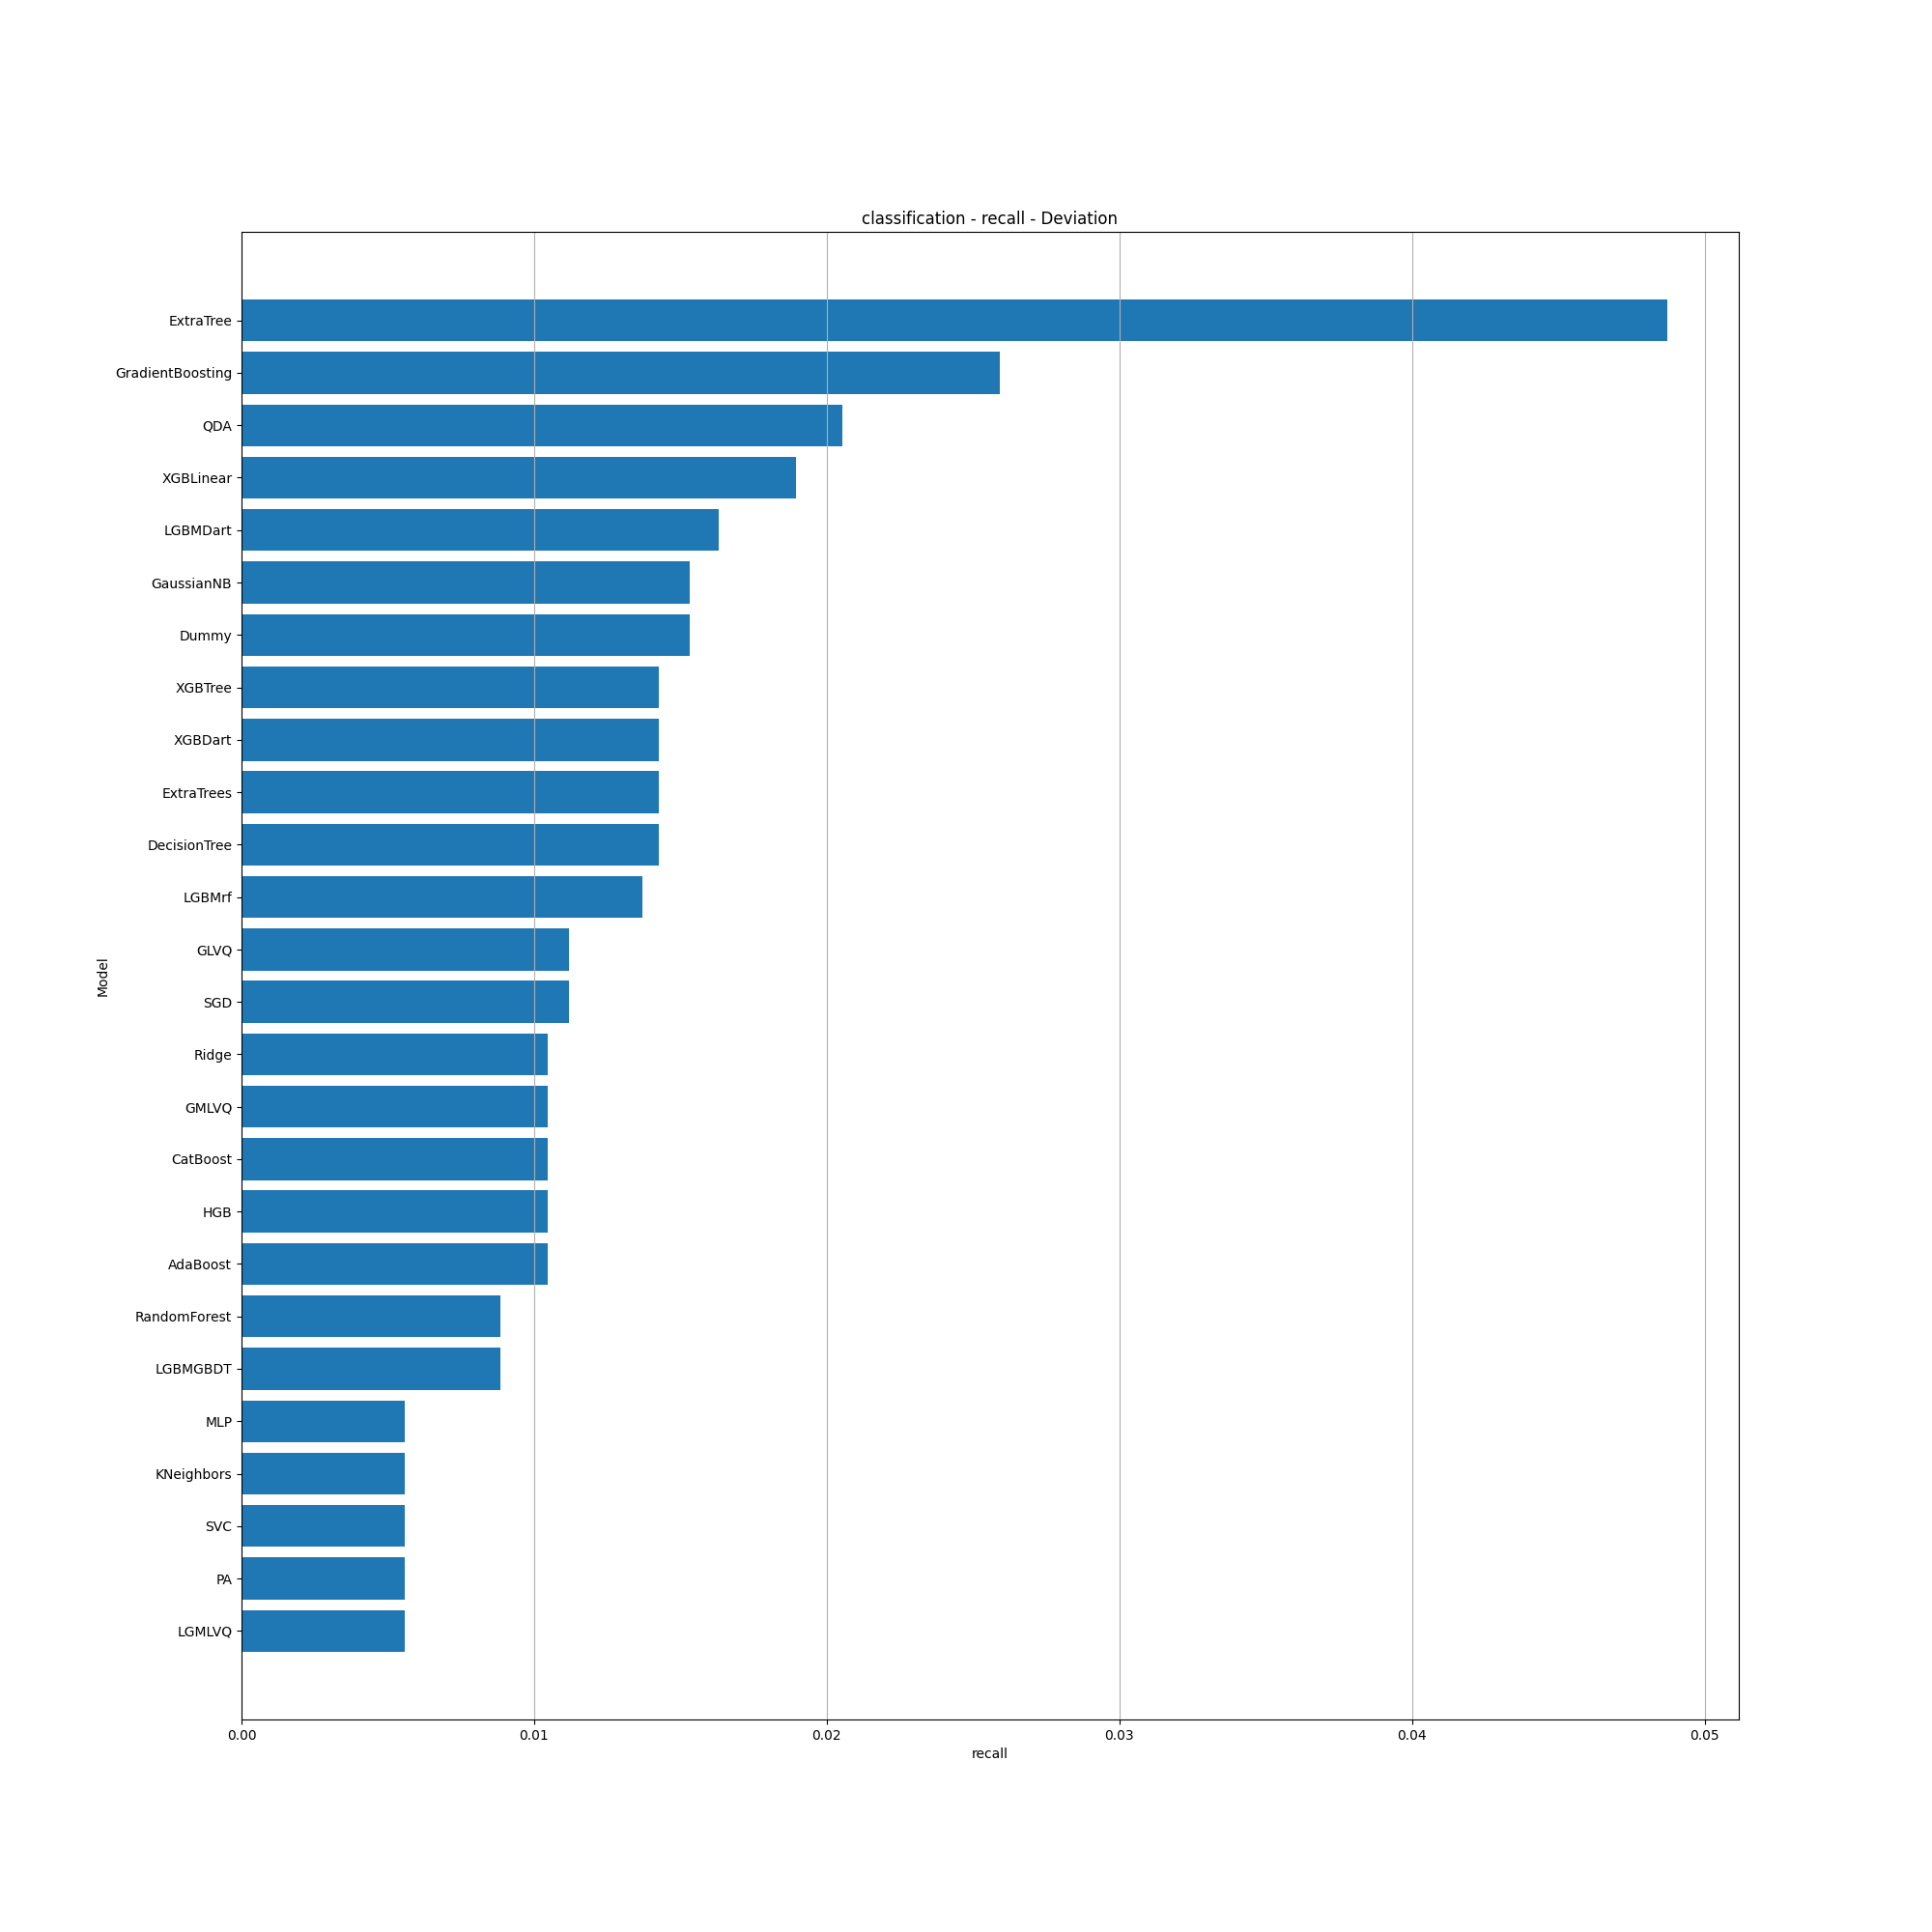 classification - recall - Deviation
ExtraTree
GradientBoosting
QDA
XGBLinear
LGBMDart
GaussianNB
Dummy
XGBTree
XGBDart
ExtraTrees
DecisionTree
LGBMrf
GLVQ
SGD
Ridge
GMLVQ
CatBoost
HGB
AdaBoost
RandomForest
LGBMGBDT
MLP
KNeighbors
SVC
PA
LGMLVQ
Model
0.00 0.01 0.02 0.03 0.04 0.05
recall